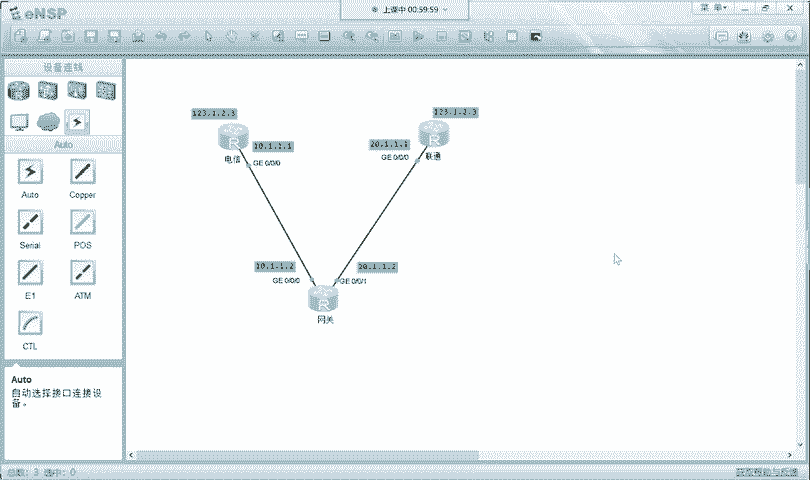 eNSP
上课中 00:59:59
菜 单
设备连线
Auto
Auto
Copper
Serial
POS
E1
ATM
CTL
Auto
自动选择接口连接设
备。
123.1.2.3
123.1.2.3
10.1.1.1
20.1.1.1
GE 0/0/0
GE 0/0/0
电信
联通
10.1.1.2
20.1.1.2
GE 0/0/0
GE 0/0/1
网关
总数: 3 选中: 0
获取帮助与反馈